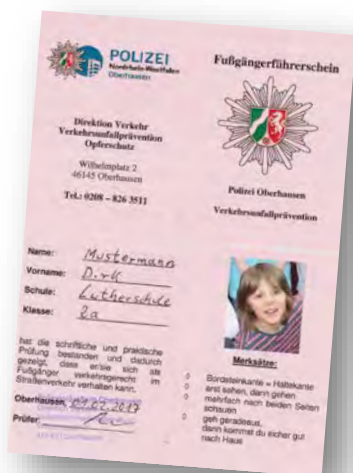 POLIZEI
Nordrhein-Westfalen
Oberhausen
Direktion Verkehr
Verkehrsunfallprävention
Opferschutz
Wilhelmplatz 2
46145 Oberhausen
Tel.: 0208 – 826 3511
Fußgängerführerschein
Polizei Oberhausen
Verkehrsunfallprävention
Name: Mustermann
Vorname: Dirk
Schule: Lutherschule
Klasse: 2a
hat die schriftliche und praktische
Prüfung bestanden und dadurch
gezeigt, dass er/sie sich als
Fußgänger verkehrsgerecht im
Straßenverkehr verhalten kann.
Oberhausen, 01.02.2017
Prüfer:
Merksätze:
◊ Bordsteinkante = Haltekante
◊ erst sehen, dann gehen
◊ mehrfach nach beiden Seiten
schauen
◊ geh geradeaus,
dann kommst du sicher gut
nach Haus